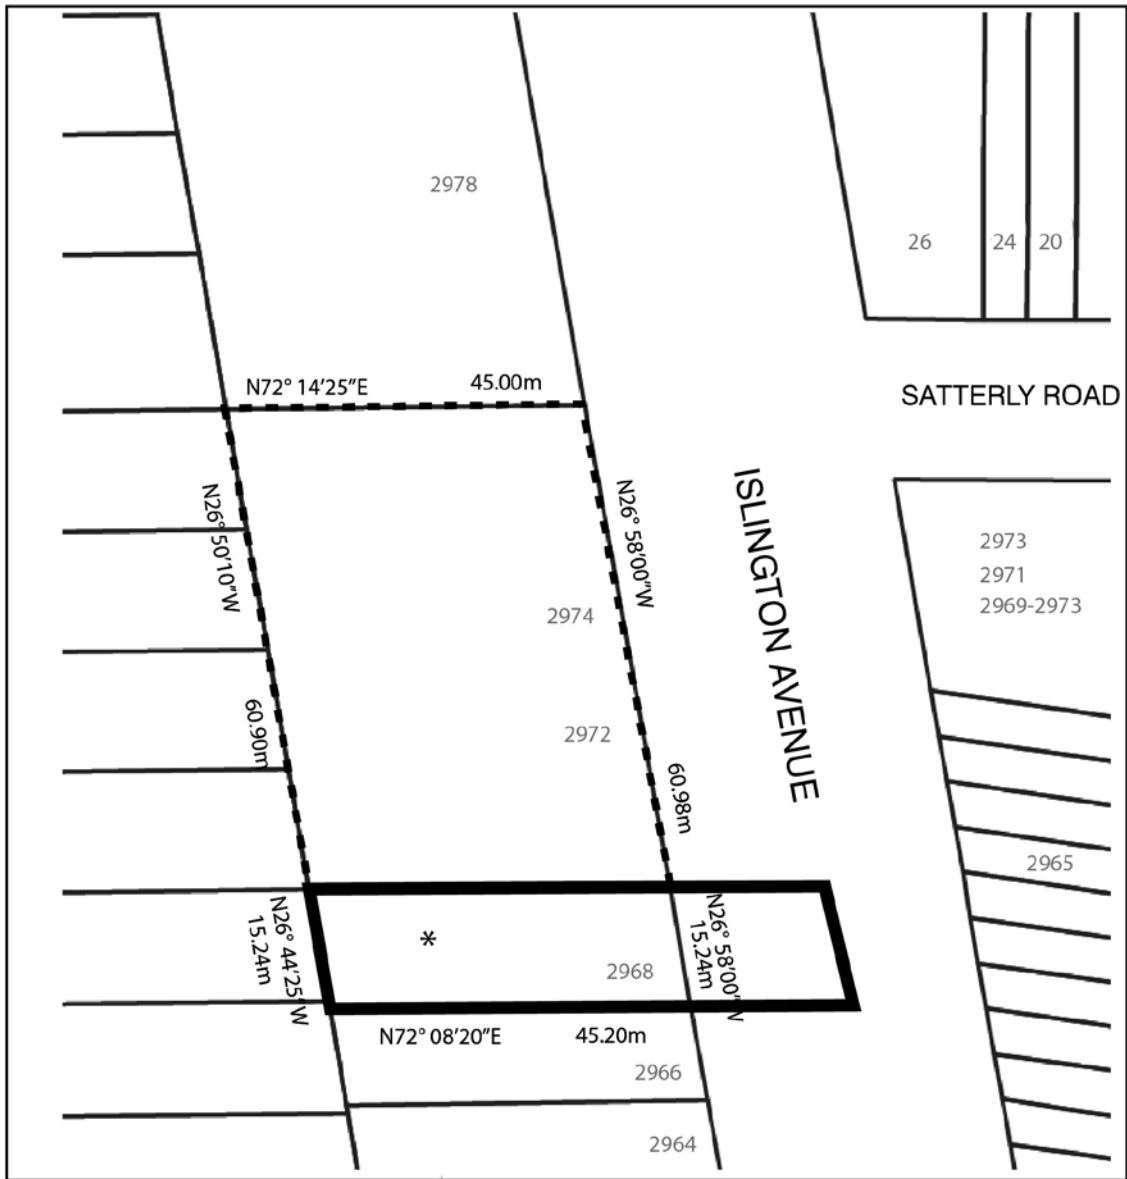 2978
26
24
20
N72° 14'25"E
45.00m
SATTERLY ROAD
N26° 50'10"W
N26° 58'00"W
ISLINGTON AVENUE
2973
2971
2969-2973
2974
2972
60.90m
60.98m
2965
N26° 44'25"W
15.24m
*
2968
N26° 58'00"W
15.24m
N72° 08'20"E
45.20m
2966
2964